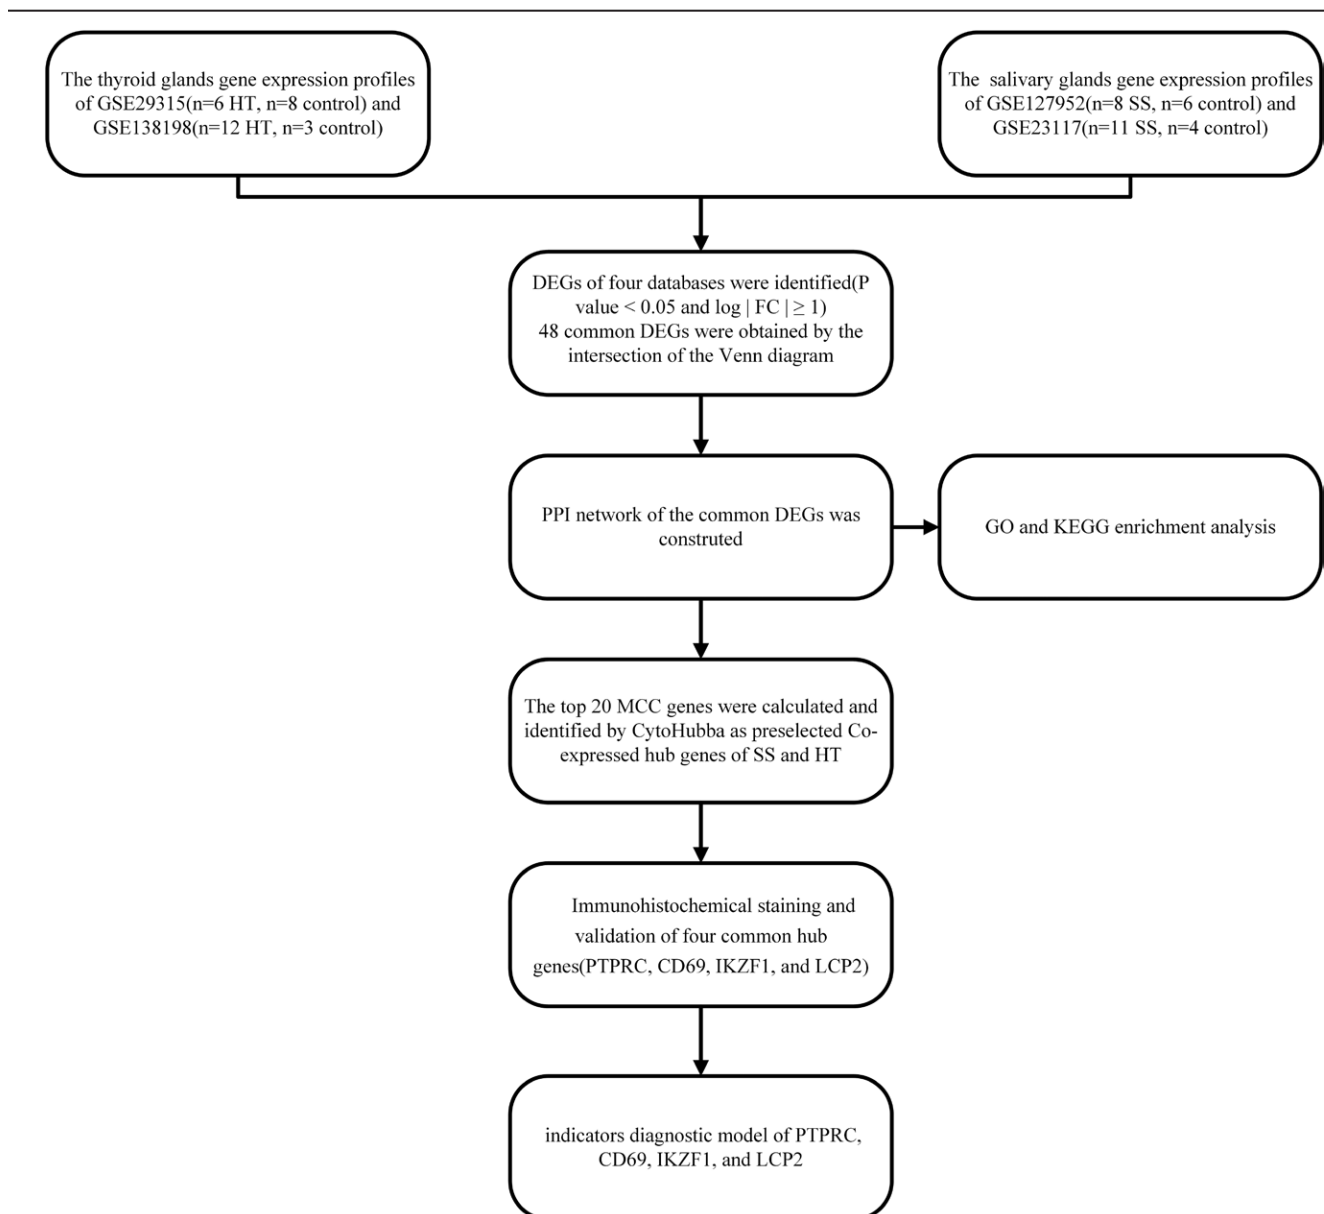 The thyroid glands gene expression profiles
of GSE29315(n=6 HT, n=8 control) and
GSE138198(n=12 HT, n=3 control)
The salivary glands gene expression profiles
of GSE127952(n=8 SS, n=6 control) and
GSE23117(n=11 SS, n=4 control)
DEGs of four databases were identified(P
value < 0.05 and log | FC | ≥ 1)
48 common DEGs were obtained by the
intersection of the Venn diagram
PPI network of the common DEGs was
construted
GO and KEGG enrichment analysis
The top 20 MCC genes were calculated and
identified by CytoHubba as preselected Co-
expressed hub genes of SS and HT
Immunohistochemical staining and
validation of four common hub
genes(PTPRC, CD69, IKZF1, and LCP2)
indicators diagnostic model of PTPRC,
CD69, IKZF1, and LCP2